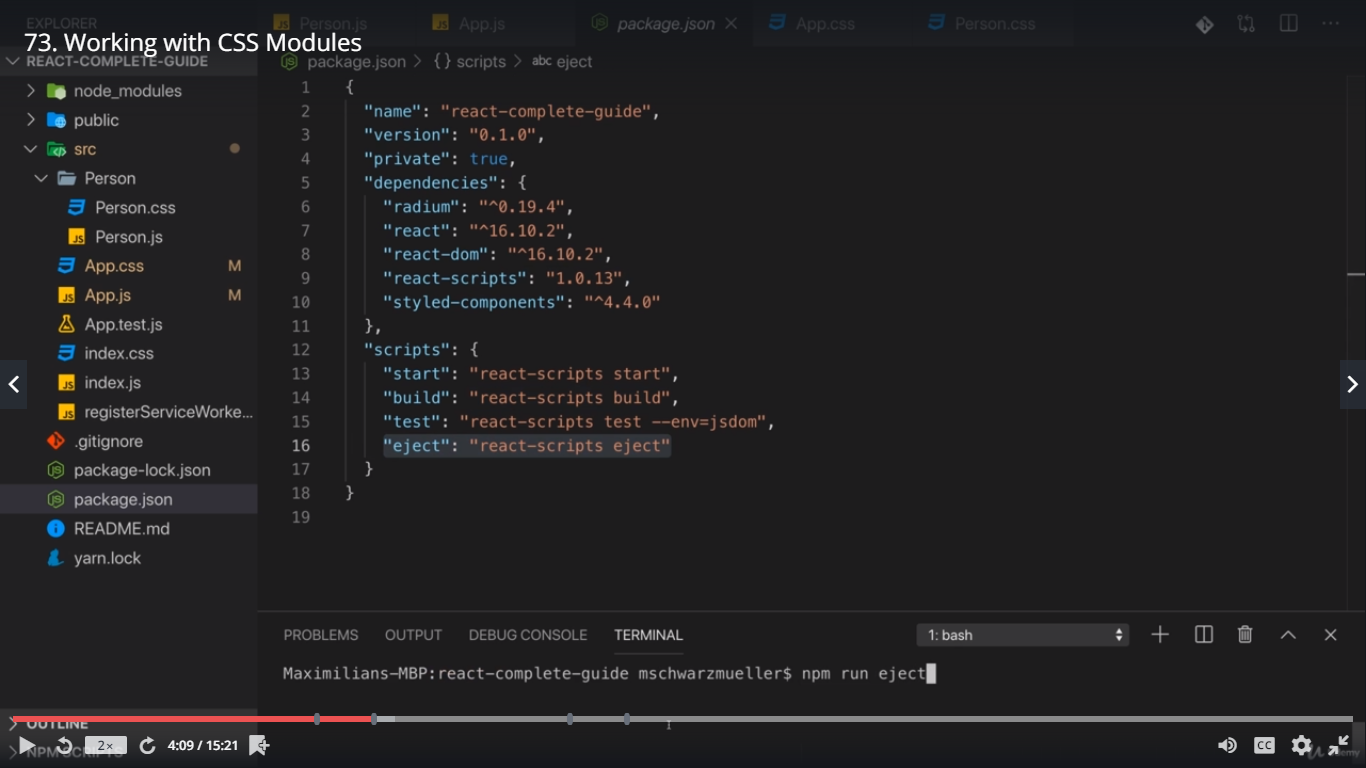 EXPLORER
Person.js
App.js
package.json
App.css
Person.css
73. Working with CSS Modules
REACT-COMPLETE-GUIDE
package.json > {} scripts > abc eject
node_modules
public
src
Person
Person.css
Person.js
App.css M
App.js M
App.test.js
index.css
index.js
registerServiceWorke...
.gitignore
package-lock.json
package.json
README.md
yarn.lock
1 {
2 "name": "react-complete-guide",
3 "version": "0.1.0",
4 "private": true,
5 "dependencies": {
6 "radium": "^0.19.4",
7 "react": "^16.10.2",
8 "react-dom": "^16.10.2",
9 "react-scripts": "1.0.13",
10 "styled-components": "^4.4.0"
11 },
12 "scripts": {
13 "start": "react-scripts start",
14 "build": "react-scripts build",
15 "test": "react-scripts test --env=jsdom",
16 "eject": "react-scripts eject"
17 }
18 }
19
PROBLEMS
OUTPUT
DEBUG CONSOLE
TERMINAL
1: bash
Maximilians-MBP:react-complete-guide mschwarzmueller$ npm run eject
OUTLINE
NPM SCRIPTS
2×
4:09 / 15:21
CC